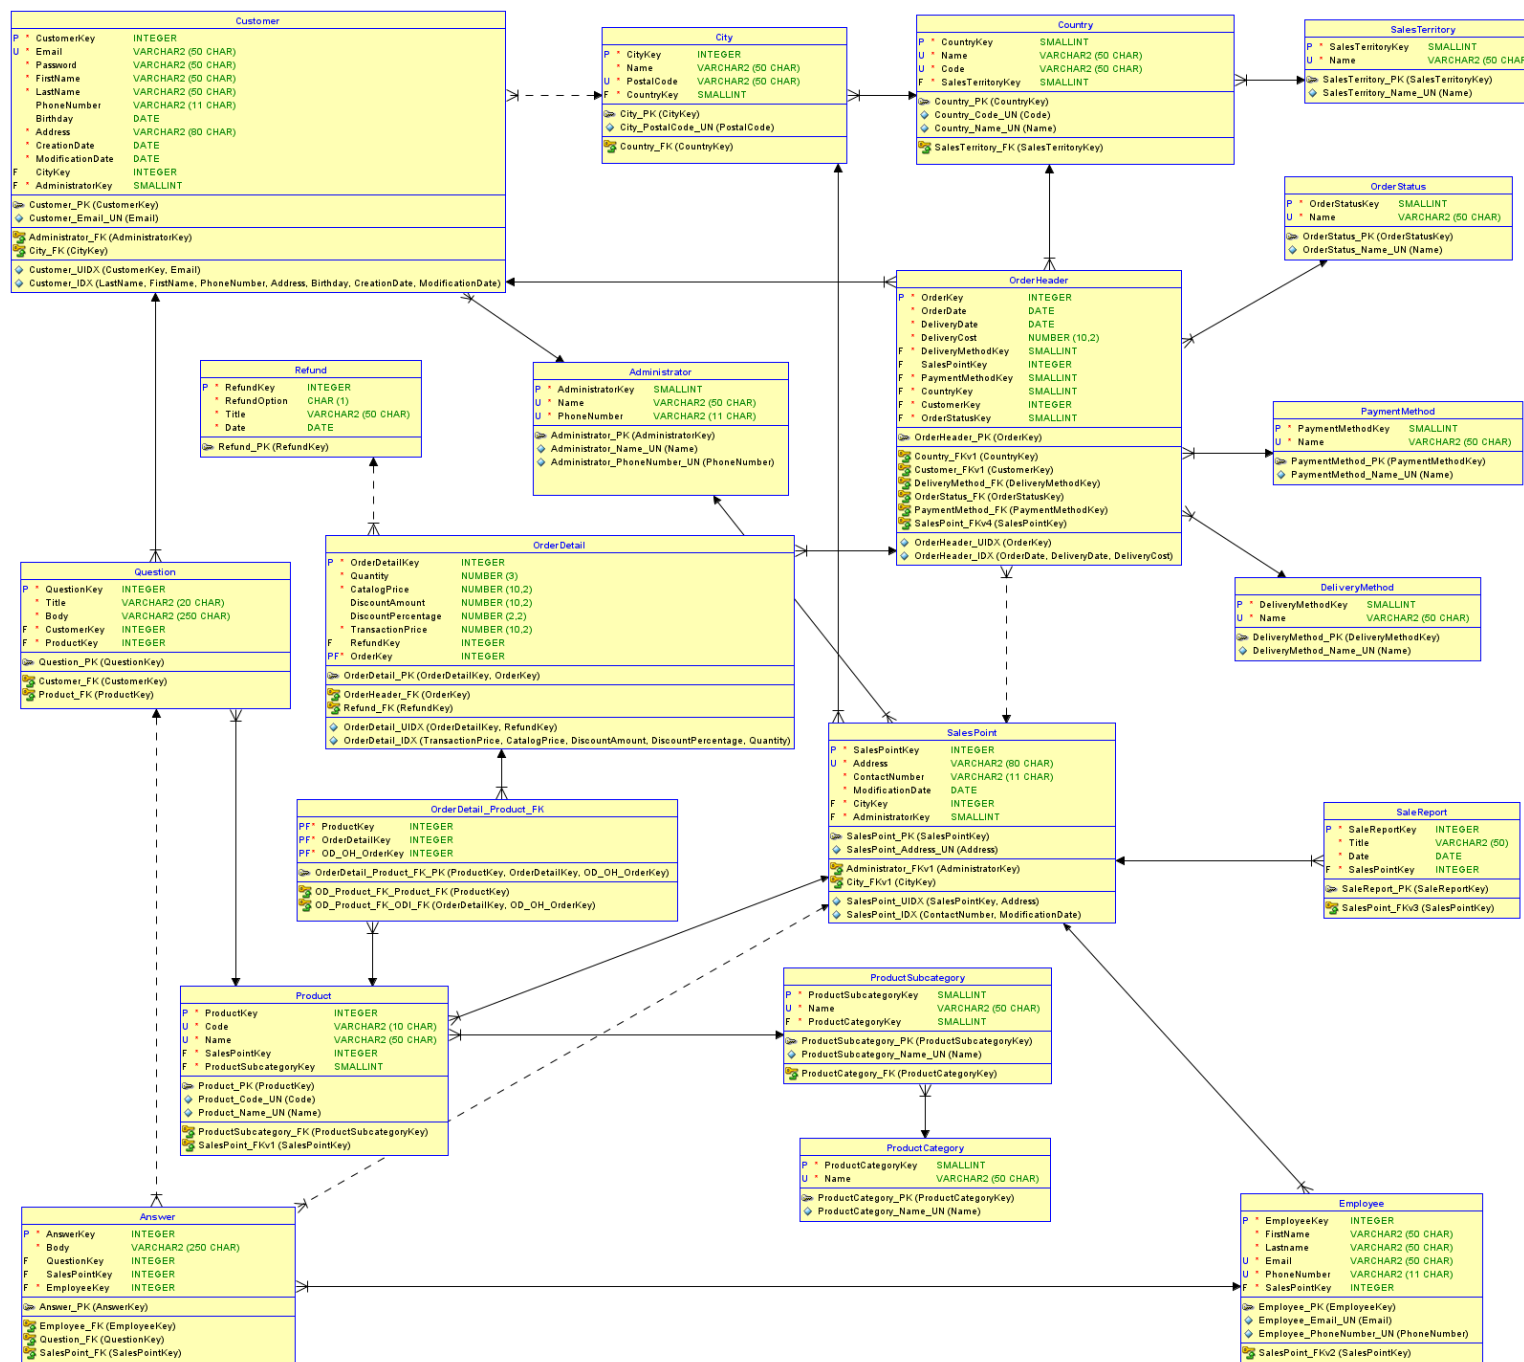 Customer
P * CustomerKey INTEGER
U * Email VARCHAR2 (50 CHAR)
* Password VARCHAR2 (50 CHAR)
* FirstName VARCHAR2 (50 CHAR)
* LastName VARCHAR2 (50 CHAR)
PhoneNumber VARCHAR2 (11 CHAR)
Birthday DATE
* Address VARCHAR2 (80 CHAR)
* CreationDate DATE
* ModificationDate DATE
F CityKey INTEGER
F * AdministratorKey SMALLINT
Customer_PK (CustomerKey)
Customer_Email_UN (Email)
Administrator_FK (AdministratorKey)
City_FK (CityKey)
Customer_UIDX (CustomerKey, Email)
Customer_IDX (LastName, FirstName, PhoneNumber, Address, Birthday, CreationDate, ModificationDate)
City
P * CityKey INTEGER
* Name VARCHAR2 (50 CHAR)
U * PostalCode VARCHAR2 (50 CHAR)
F * CountryKey SMALLINT
City_PK (CityKey)
City_PostalCode_UN (PostalCode)
Country_FK (CountryKey)
Country
P * CountryKey SMALLINT
U * Name VARCHAR2 (50 CHAR)
U * Code VARCHAR2 (50 CHAR)
F * SalesTerritoryKey SMALLINT
Country_PK (CountryKey)
Country_Code_UN (Code)
Country_Name_UN (Name)
SalesTerritory_FK (SalesTerritoryKey)
SalesTerritory
P * SalesTerritoryKey SMALLINT
U * Name VARCHAR2 (50 CHAR
SalesTerritory_PK (SalesTerritoryKey)
SalesTerritory_Name_UN (Name)
OrderStatus
P * OrderStatusKey SMALLINT
U * Name VARCHAR2 (50 CHAR)
OrderStatus_PK (OrderStatusKey)
OrderStatus_Name_UN (Name)
OrderHeader
P * OrderKey INTEGER
* OrderDate DATE
* DeliveryDate DATE
* DeliveryCost NUMBER (10,2)
F * DeliveryMethodKey SMALLINT
F SalesPointKey INTEGER
F * PaymentMethodKey SMALLINT
F * CountryKey SMALLINT
F * CustomerKey INTEGER
F * OrderStatusKey SMALLINT
OrderHeader_PK (OrderKey)
Country_FKv1 (CountryKey)
Customer_FKv1 (CustomerKey)
DeliveryMethod_FK (DeliveryMethodKey)
OrderStatus_FK (OrderStatusKey)
PaymentMethod_FK (PaymentMethodKey)
SalesPoint_FKv4 (SalesPointKey)
OrderHeader_UIDX (OrderKey)
OrderHeader_IDX (OrderDate, DeliveryDate, DeliveryCost)
Refund
P * RefundKey INTEGER
* RefundOption CHAR (1)
* Title VARCHAR2 (50 CHAR)
* Date DATE
Refund_PK (RefundKey)
Administrator
P * AdministratorKey SMALLINT
U * Name VARCHAR2 (50 CHAR)
U * PhoneNumber VARCHAR2 (11 CHAR)
Administrator_PK (AdministratorKey)
Administrator_Name_UN (Name)
Administrator_PhoneNumber_UN (PhoneNumber)
PaymentMethod
P * PaymentMethodKey SMALLINT
U * Name VARCHAR2 (50 CHAR)
PaymentMethod_PK (PaymentMethodKey)
PaymentMethod_Name_UN (Name)
OrderDetail
P * OrderDetailKey INTEGER
* Quantity NUMBER (3)
* CatalogPrice NUMBER (10,2)
DiscountAmount NUMBER (10,2)
DiscountPercentage NUMBER (2,2)
* TransactionPrice NUMBER (10,2)
F RefundKey INTEGER
PF* OrderKey INTEGER
OrderDetail_PK (OrderDetailKey, OrderKey)
OrderHeader_FK (OrderKey)
Refund_FK (RefundKey)
OrderDetail_UIDX (OrderDetailKey, RefundKey)
OrderDetail_IDX (TransactionPrice, CatalogPrice, DiscountAmount, DiscountPercentage, Quantity)
Question
P * QuestionKey INTEGER
* Title VARCHAR2 (20 CHAR)
* Body VARCHAR2 (250 CHAR)
F * CustomerKey INTEGER
F * ProductKey INTEGER
Question_PK (QuestionKey)
Customer_FK (CustomerKey)
Product_FK (ProductKey)
DeliveryMethod
P * DeliveryMethodKey SMALLINT
U * Name VARCHAR2 (50 CHAR)
DeliveryMethod_PK (DeliveryMethodKey)
DeliveryMethod_Name_UN (Name)
SalesPoint
P * SalesPointKey INTEGER
U * Address VARCHAR2 (80 CHAR)
* ContactNumber VARCHAR2 (11 CHAR)
* ModificationDate DATE
F * CityKey INTEGER
F * AdministratorKey SMALLINT
SalesPoint_PK (SalesPointKey)
SalesPoint_Address_UN (Address)
Administrator_FKv1 (AdministratorKey)
City_FKv1 (CityKey)
SalesPoint_UIDX (SalesPointKey, Address)
SalesPoint_IDX (ContactNumber, ModificationDate)
OrderDetail_Product_FK
PF* ProductKey INTEGER
PF* OrderDetailKey INTEGER
PF* OD_OH_OrderKey INTEGER
OrderDetail_Product_FK_PK (ProductKey, OrderDetailKey, OD_OH_OrderKey)
OD_Product_FK_Product_FK (ProductKey)
OD_Product_FK_ODI_FK (OrderDetailKey, OD_OH_OrderKey)
SaleReport
P * SaleReportKey INTEGER
* Title VARCHAR2 (50)
* Date DATE
F * SalesPointKey INTEGER
SaleReport_PK (SaleReportKey)
SalesPoint_FKv3 (SalesPointKey)
Product
P * ProductKey INTEGER
U * Code VARCHAR2 (10 CHAR)
U * Name VARCHAR2 (50 CHAR)
F * SalesPointKey INTEGER
F * ProductSubcategoryKey SMALLINT
Product_PK (ProductKey)
Product_Code_UN (Code)
Product_Name_UN (Name)
ProductSubcategory_FK (ProductSubcategoryKey)
SalesPoint_FKv1 (SalesPointKey)
ProductSubcategory
P * ProductSubcategoryKey SMALLINT
U * Name VARCHAR2 (50 CHAR)
F * ProductCategoryKey SMALLINT
ProductSubcategory_PK (ProductSubcategoryKey)
ProductSubcategory_Name_UN (Name)
ProductCategory_FK (ProductCategoryKey)
ProductCategory
P * ProductCategoryKey SMALLINT
U * Name VARCHAR2 (50 CHAR)
ProductCategory_PK (ProductCategoryKey)
ProductCategory_Name_UN (Name)
Answer
P * AnswerKey INTEGER
* Body VARCHAR2 (250 CHAR)
F QuestionKey INTEGER
F SalesPointKey INTEGER
F * EmployeeKey INTEGER
Answer_PK (AnswerKey)
Employee_FK (EmployeeKey)
Question_FK (QuestionKey)
SalesPoint_FK (SalesPointKey)
Employee
P * EmployeeKey INTEGER
* FirstName VARCHAR2 (50 CHAR)
* Lastname VARCHAR2 (50 CHAR)
U * Email VARCHAR2 (50 CHAR)
U * PhoneNumber VARCHAR2 (11 CHAR)
F * SalesPointKey INTEGER
Employee_PK (EmployeeKey)
Employee_Email_UN (Email)
Employee_PhoneNumber_UN (PhoneNumber)
SalesPoint_FKv2 (SalesPointKey)